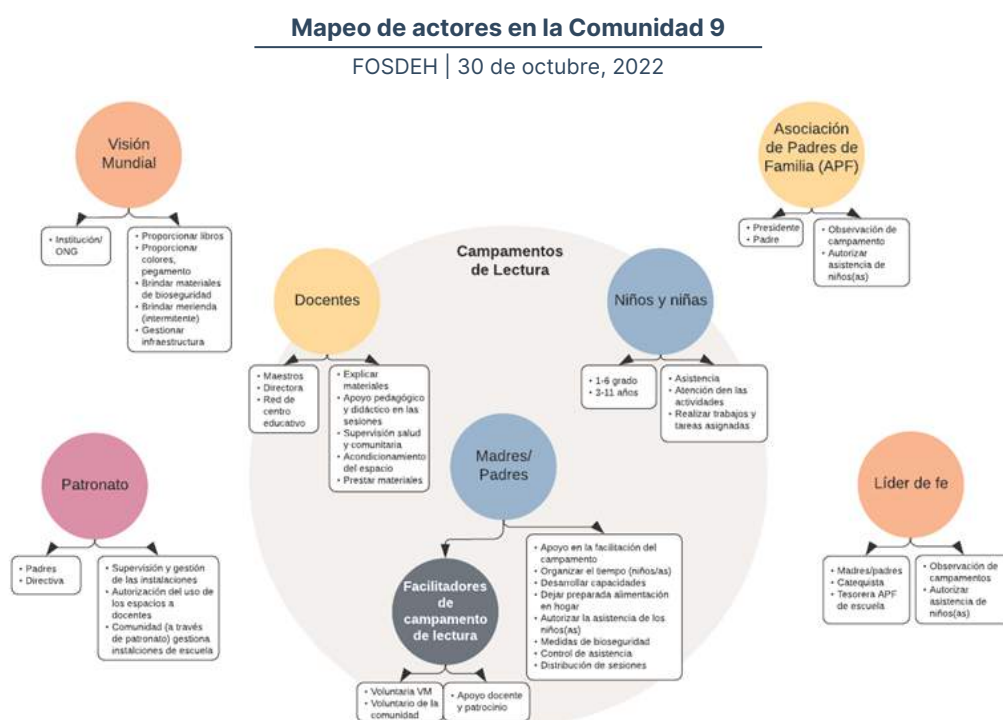 Mapeo de actores en la Comunidad 9
FOSDEH | 30 de octubre, 2022
Visión
Mundial
• Institución/
ONG
• Proporcionar libros
• Proporcionar
colores,
pegamento
• Brindar materiales
de bioseguridad
• Brindar merienda
(intermitente)
• Gestionar
infraestructura
Asociación
de Padres de
Familia (APF)
• Presidente
• Padre
• Observación de
campamento
• Autorizar
asistencia de
niños(as)
Campamentos
de Lectura
Docentes
• Maestros
• Directora
• Red de
centro
educativo
• Explicar
materiales
• Apoyo pedagógico
y didáctico en las
sesiones
• Supervisión salud
y comunitaria
• Acondicionamiento
del espacio
• Prestar materiales
Niños y niñas
• 1-6 grado
• 3-11 años
• Asistencia
• Atención den las
actividades
• Realizar trabajos y
tareas asignadas
Madres/
Padres
• Apoyo en la facilitación del
campamento
• Organizar el tiempo (niños/as)
• Desarrollar capacidades
• Dejar preparada alimentación
en hogar
• Autorizar la asistencia de los
niños(as)
• Medidas de bioseguridad
• Control de asistencia
• Distribución de sesiones
Patronato
• Padres
• Directiva
• Supervisión y gestión
de las instalaciones
• Autorización del uso de
los espacios a
docentes
• Comunidad (a través
de patronato) gestiona
instalciones de escuela
Líder de fe
• Madres/padres
• Catequista
• Tesorera APF
de escuela
• Observación de
campamentos
• Autorizar
asistencia de
niños(as)
Facilitadores
de
campamento
de lectura
• Voluntaria VM
• Voluntario de la
comunidad
• Apoyo docente
y patrocinio